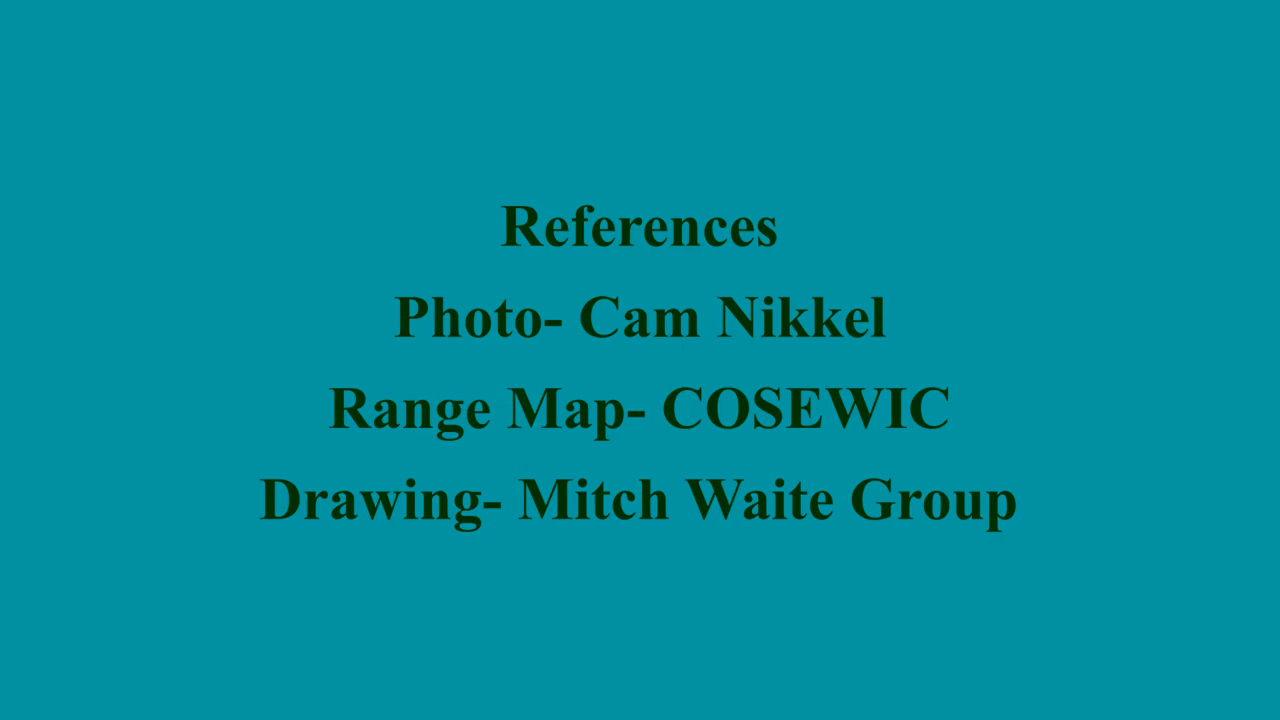 References
Photo- Cam Nikkel
Range Map- COSEWIC
Drawing- Mitch Waite Group